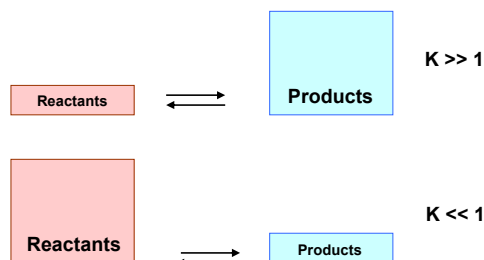 K >> 1
Reactants
Products
K << 1
Reactants
Products